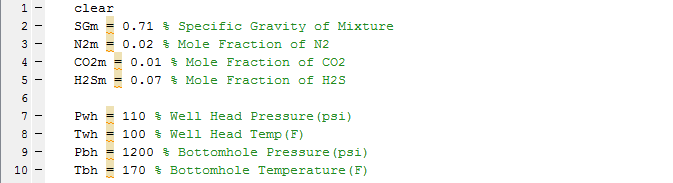 1 - clear
2 - SGm = 0.71 % Specific Gravity of Mixture
3 - N2m = 0.02 % Mole Fraction of N2
4 - CO2m = 0.01 % Mole Fraction of CO2
5 - H2Sm = 0.07 % Mole Fraction of H2S
6
7 - Pwh = 110 % Well Head Pressure(psi)
8 - Twh = 100 % Well Head Temp(F)
9 - Pbh = 1200 % Bottomhole Pressure(psi)
10 - Tbh = 170 % Bottomhole Temperature(F)